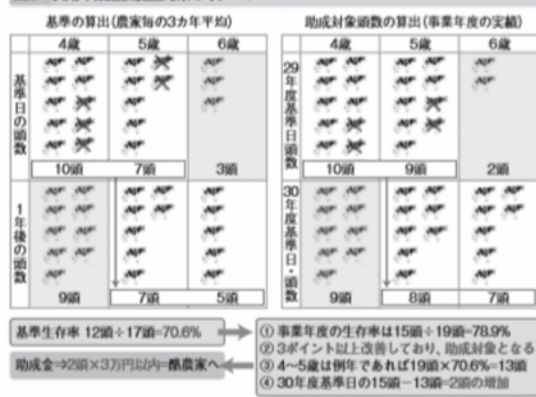 基準の算出(農家毎の3カ年平均)
4歳 5歳 6歳
基準日の頭数
10頭 7頭 3頭
1年後の頭数
9頭 7頭 5頭
助成対象頭数の算出(事業年度の実績)
4歳 5歳 6歳
29年度基準日頭数
10頭 9頭 2頭
30年度基準日・頭数
9頭 8頭 7頭
基準生存率 12頭÷17頭=70.6%
助成金⇒2頭×3万円以内=酪農家へ
① 事業年度の生存率は15頭÷19頭=78.9%
② 3ポイント以上改善しており、助成対象となる
③ 4〜5歳は例年であれば19頭×70.6%=13頭
④ 30年度基準日の15頭−13頭=2頭の増加